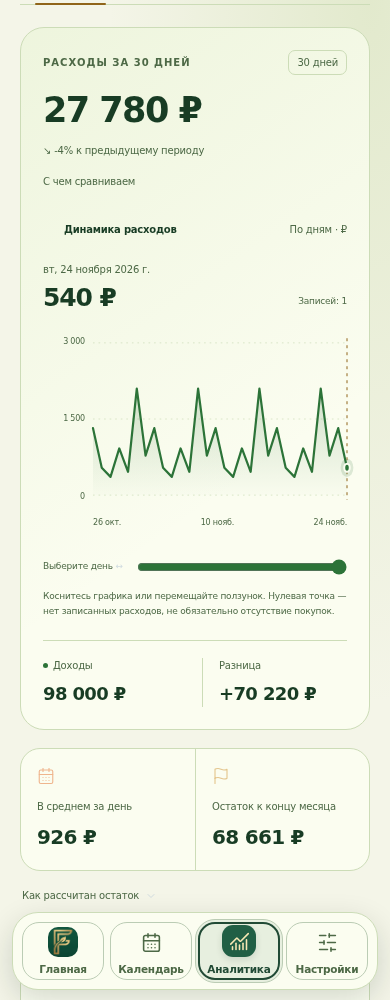 РАСХОДЫ ЗА 30 ДНЕЙ
30 дней
27 780 ₽
↘ -4% к предыдущему периоду
С чем сравниваем
Динамика расходов
По дням · ₽
вт, 24 ноября 2026 г.
540 ₽
Записей: 1
3 000
1 500
0
26 окт.
10 нояб.
24 нояб.
Выберите день ↔
Коснитесь графика или перемещайте ползунок. Нулевая точка —
нет записанных расходов, не обязательно отсутствие покупок.
Доходы
Разница
98 000 ₽
+70 220 ₽
В среднем за день
Остаток к концу месяца
926 ₽
68 661 ₽
Как рассчитан остаток
Главная
Календарь
Аналитика
Настройки